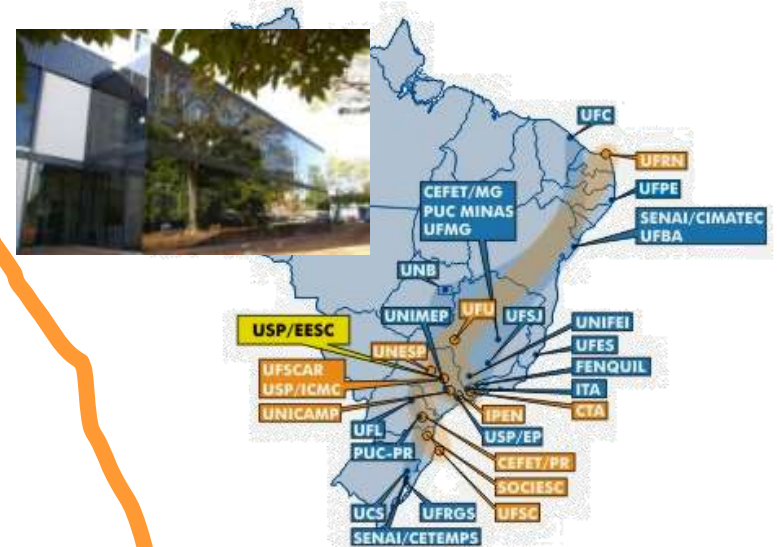 UFC
UFRN
CEFET/MG
PUC MINAS
UFMG
UFPE
SENAI/CIMATEC
UFBA
UNB
UNIMEP
UFU
UFSJ
UNIFEI
USP/EESC
UFES
UNESP
FENQUIL
UFSCAR
USP/ICMC
ITA
UNICAMP
IPEN
CTA
UFL
USP/EP
PUC-PR
CEFET/PR
SOCIESC
UCS
UFRGS
UFSC
SENAI/CETEMPS